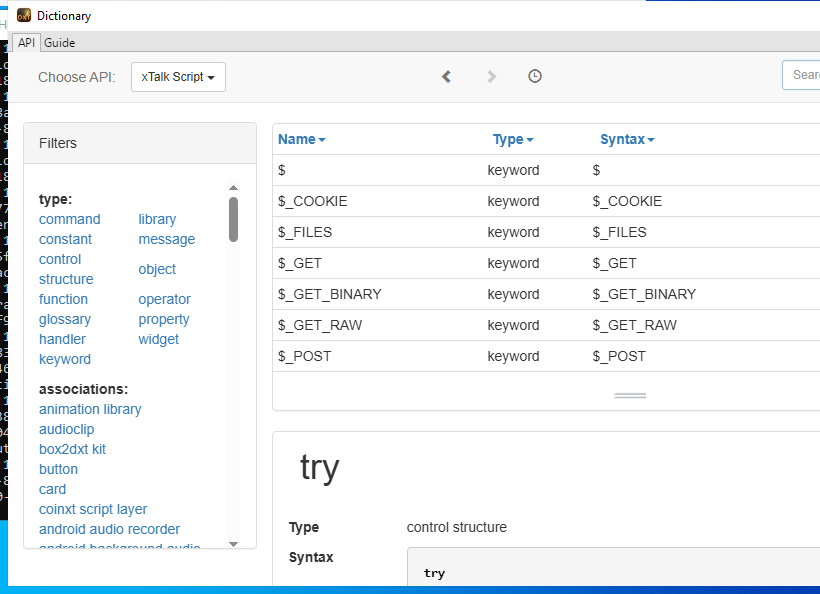 Dictionary
API Guide
Choose API: xTalk Script
Filters
type:
command library
constant message
control
structure object
function operator
glossary property
handler widget
keyword
associations:
animation library
audioclip
box2dxt kit
button
card
coinxt script layer
android audio recorder
android background audio
Name Type Syntax
$ keyword $
$_COOKIE keyword $_COOKIE
$_FILES keyword $_FILES
$_GET keyword $_GET
$_GET_BINARY keyword $_GET_BINARY
$_GET_RAW keyword $_GET_RAW
$_POST keyword $_POST
try
Type control structure
Syntax
try